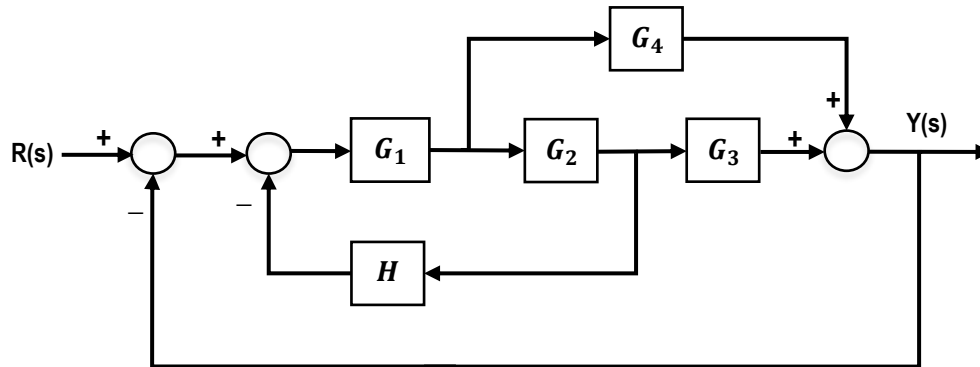 G₄
+
Y(s)
R(s) + + G₁ G₂ G₃ +
− −
H